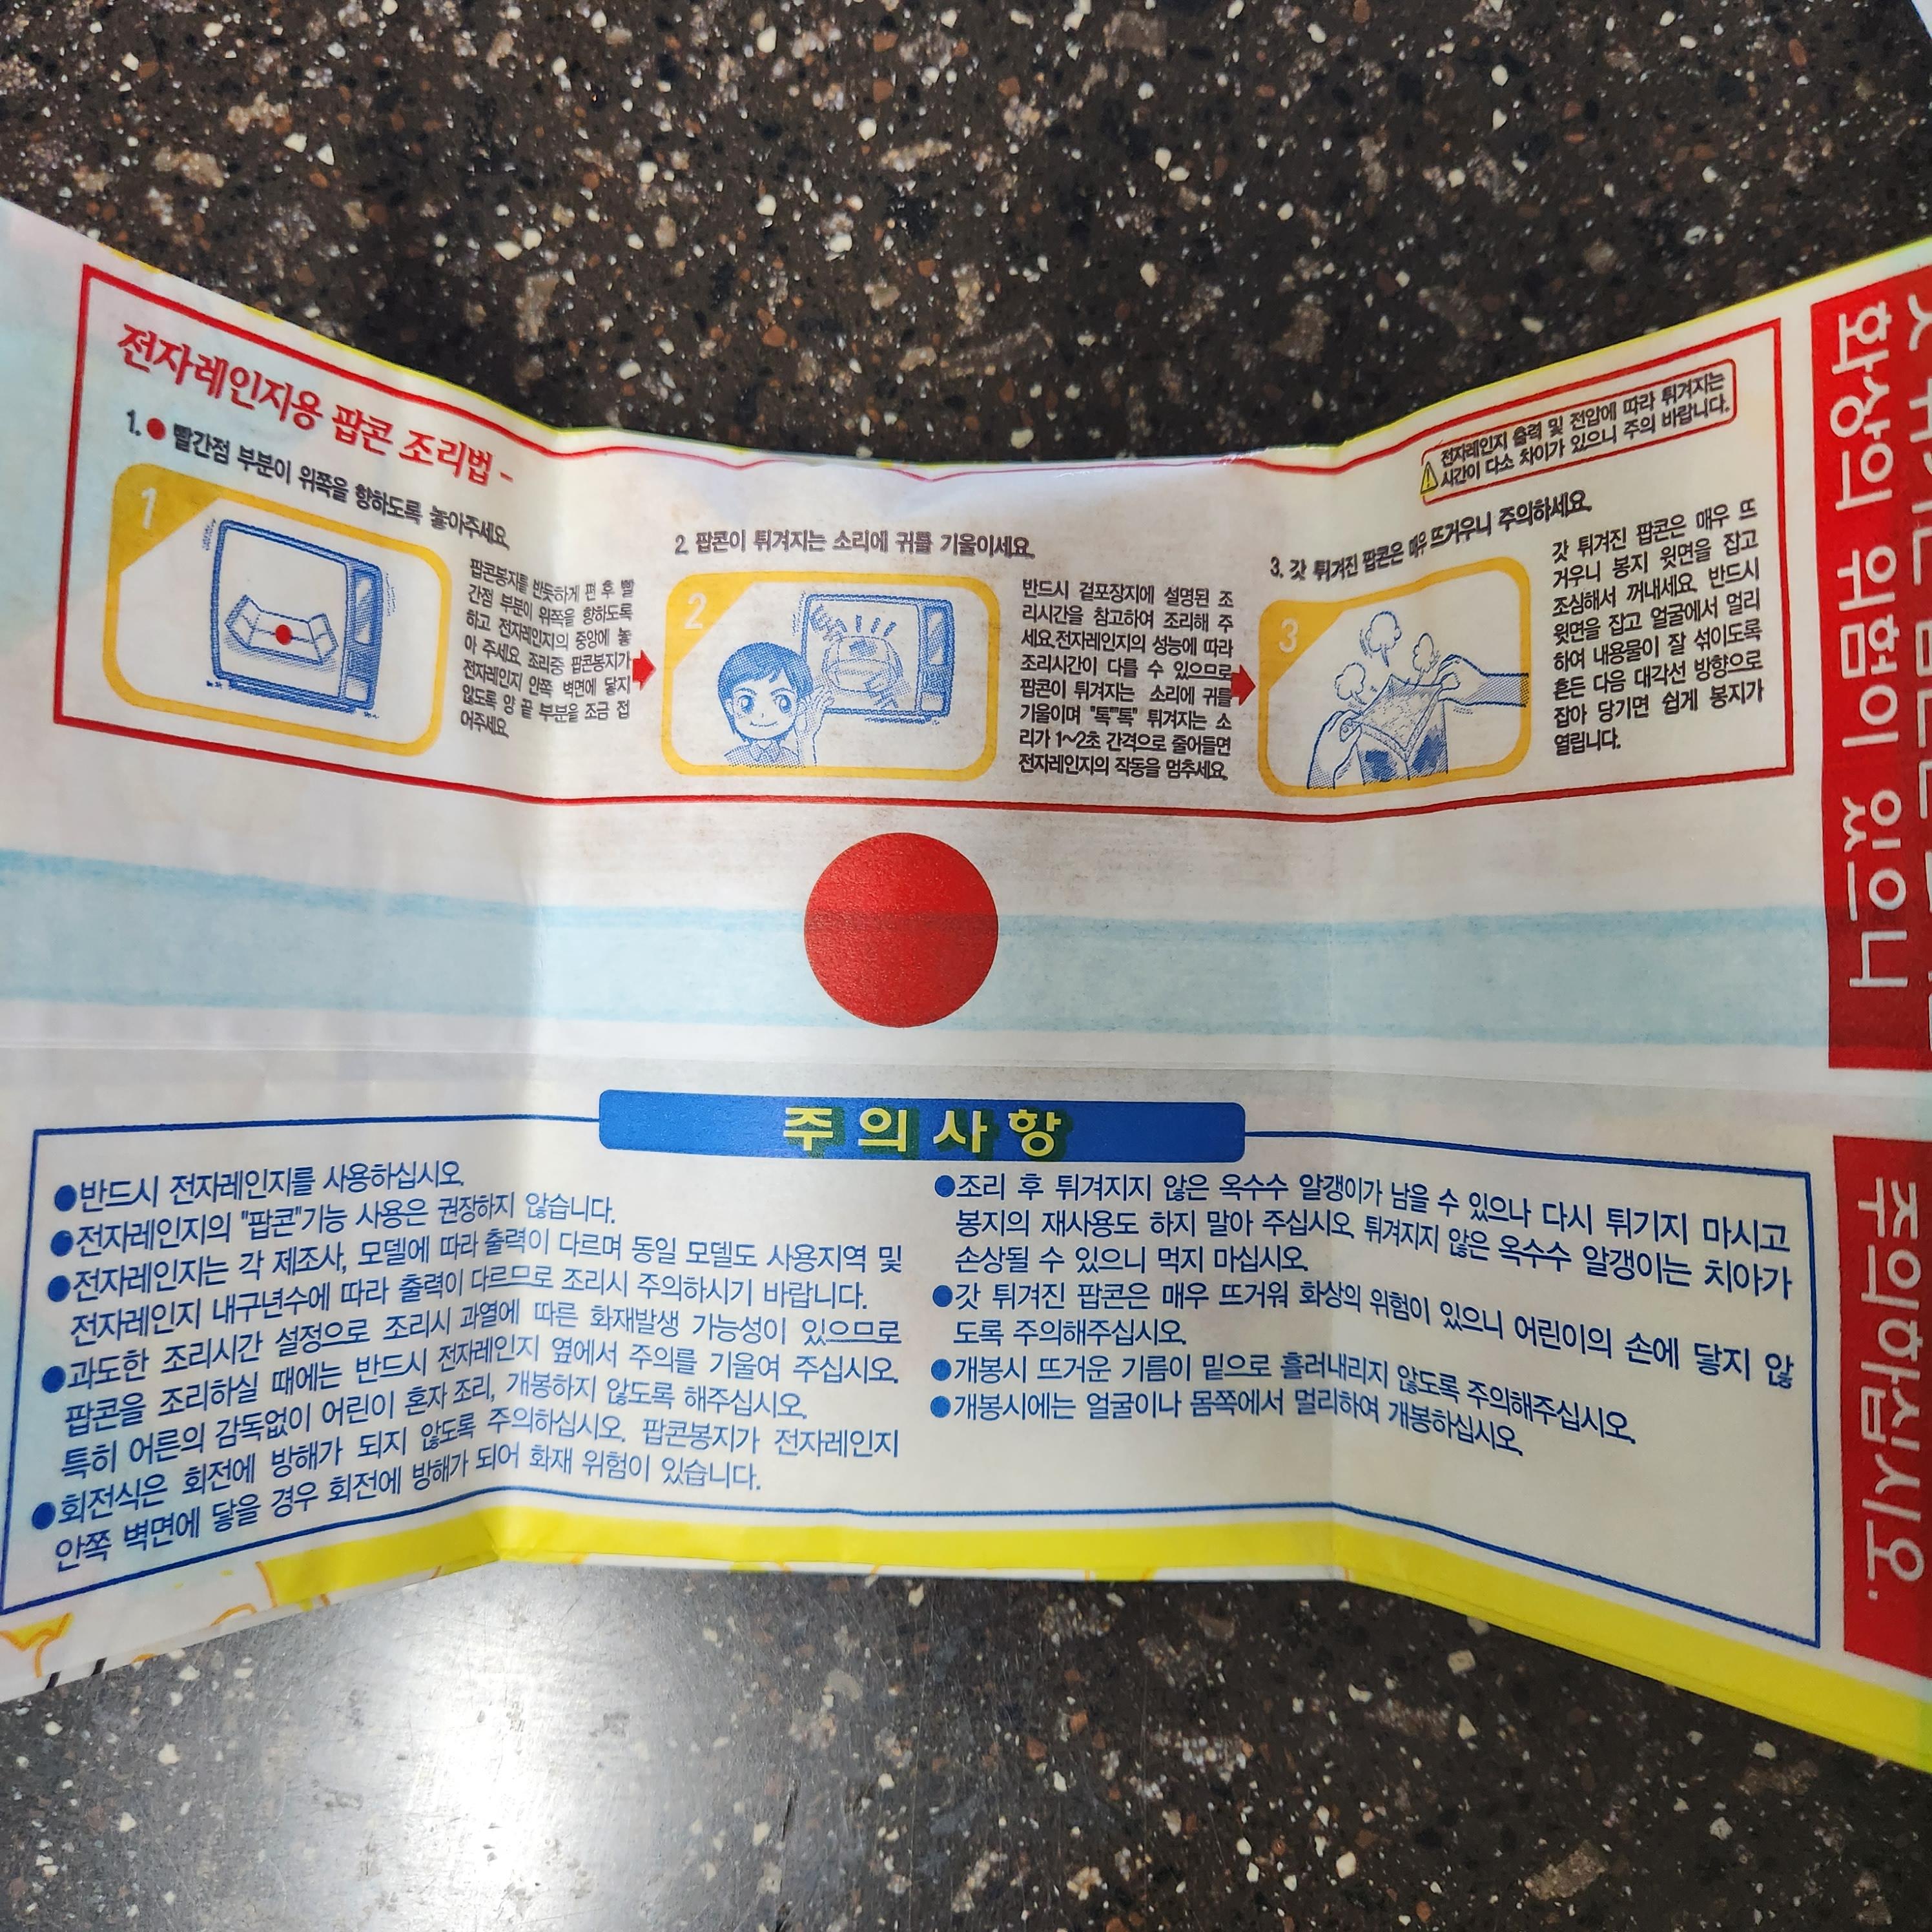 전자레인지용 팝콘 조리법 -
1. ● 빨간점 부분이 위쪽을 향하도록 놓아주세요.
1
팝콘봉지를 반듯하게 편 후 빨
간점 부분이 위쪽을 향하도록
하고 전자레인지의 중앙에 놓
아 주세요. 조리중 팝콘봉지가
전자레인지 안쪽 벽면에 닿지
않도록 양 끝 부분을 조금 접
어주세요.
2. 팝콘이 튀겨지는 소리에 귀를 기울이세요.
2
반드시 겉포장지에 설명된 조
리시간을 참고하여 조리해 주
세요.전자레인지의 성능에 따라
조리시간이 다를 수 있으므로
팝콘이 튀겨지는 소리에 귀를
기울이며 "톡""톡" 튀겨지는 소
리가 1~2초 간격으로 줄어들면
전자레인지의 작동을 멈추세요.
전자레인지 출력 및 전압에 따라 튀겨지는
시간이 다소 차이가 있으니 주의 바랍니다.
3. 갓 튀겨진 팝콘은 매우 뜨거우니 주의하세요.
3
갓 튀겨진 팝콘은 매우 뜨
거우니 봉지 윗면을 잡고
조심해서 꺼내세요. 반드시
윗면을 잡고 얼굴에서 멀리
하여 내용물이 잘 섞이도록
흔든 다음 대각선 방향으로
잡아 당기면 쉽게 봉지가
열립니다.
주의사항
●반드시 전자레인지를 사용하십시오.
●전자레인지의 "팝콘"기능 사용은 권장하지 않습니다.
●전자레인지는 각 제조사, 모델에 따라 출력이 다르며 동일 모델도 사용지역 및
전자레인지 내구년수에 따라 출력이 다르므로 조리시 주의하시기 바랍니다.
●과도한 조리시간 설정으로 조리시 과열에 따른 화재발생 가능성이 있으므로
팝콘을 조리하실 때에는 반드시 전자레인지 옆에서 주의를 기울여 주십시오.
특히 어른의 감독없이 어린이 혼자 조리, 개봉하지 않도록 해주십시오.
●회전식은 회전에 방해가 되지 않도록 주의하십시오. 팝콘봉지가 전자레인지
안쪽 벽면에 닿을 경우 회전에 방해가 되어 화재 위험이 있습니다.
●조리 후 튀겨지지 않은 옥수수 알갱이가 남을 수 있으나 다시 튀기지 마시고
봉지의 재사용도 하지 말아 주십시오. 튀겨지지 않은 옥수수 알갱이는 치아가
손상될 수 있으니 먹지 마십시오.
●갓 튀겨진 팝콘은 매우 뜨거워 화상의 위험이 있으니 어린이의 손에 닿지 않
도록 주의해주십시오.
●개봉시 뜨거운 기름이 밑으로 흘러내리지 않도록 주의해주십시오.
●개봉시에는 얼굴이나 몸쪽에서 멀리하여 개봉하십시오.
화상의 위험이 있으니
주의하십시오.